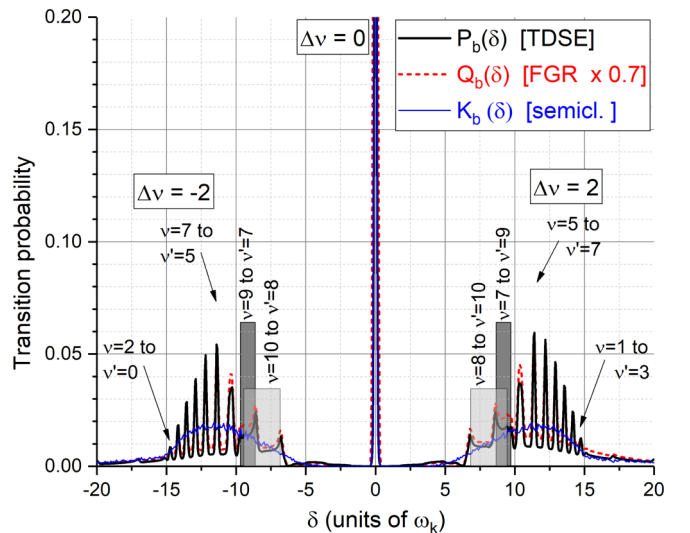 Δν = 0
P_b(δ) [TDSE]
Q_b(δ) [FGR x 0.7]
K_b (δ) [semicl. ]
Δν = -2
Δν = 2
ν=7 to
ν'=5
ν=9 to ν'=7
ν=10 to ν'=8
ν=2 to
ν'=0
ν=8 to ν'=10
ν=7 to ν'=9
ν=5 to
ν'=7
ν=1 to
ν'=3
Transition probability
0.20
0.15
0.10
0.05
0.00
-20 -15 -10 -5 0 5 10 15 20
δ (units of ω_k)